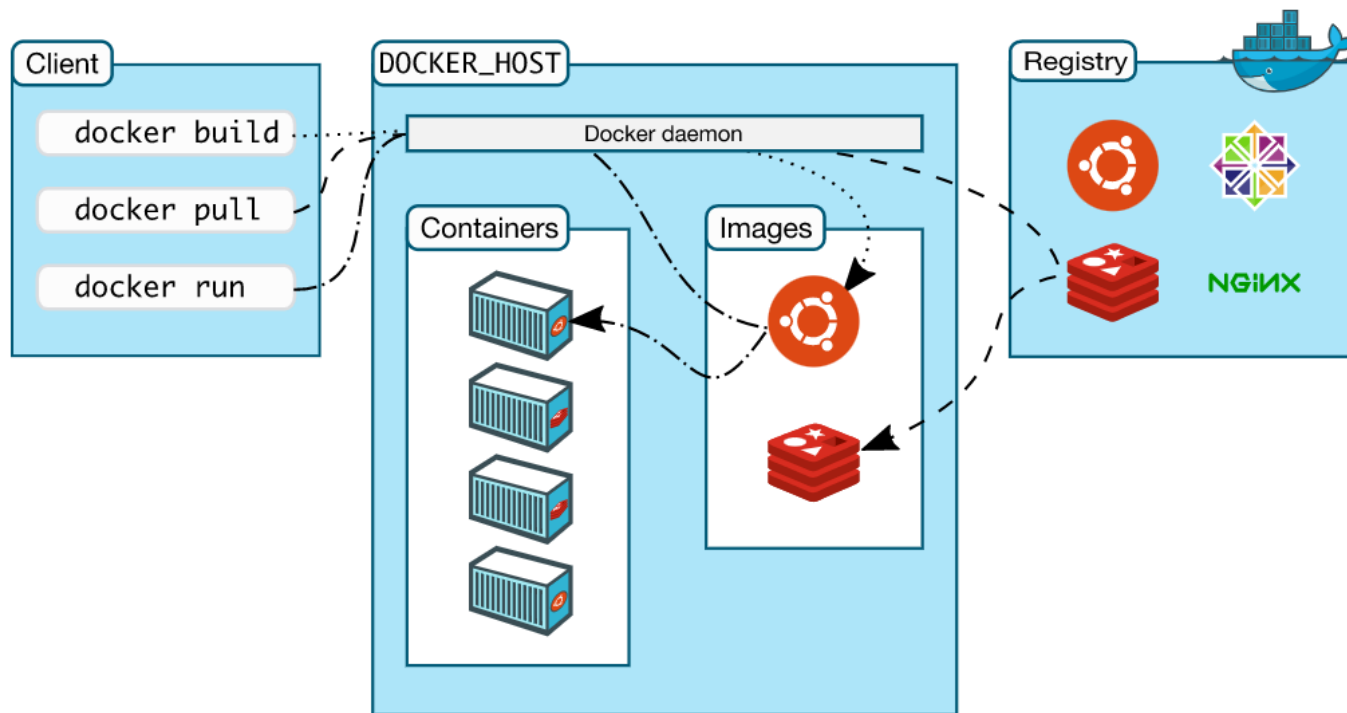 Client
docker build
docker pull
docker run
DOCKER_HOST
Docker daemon
Containers
Images
Registry
NGiNX